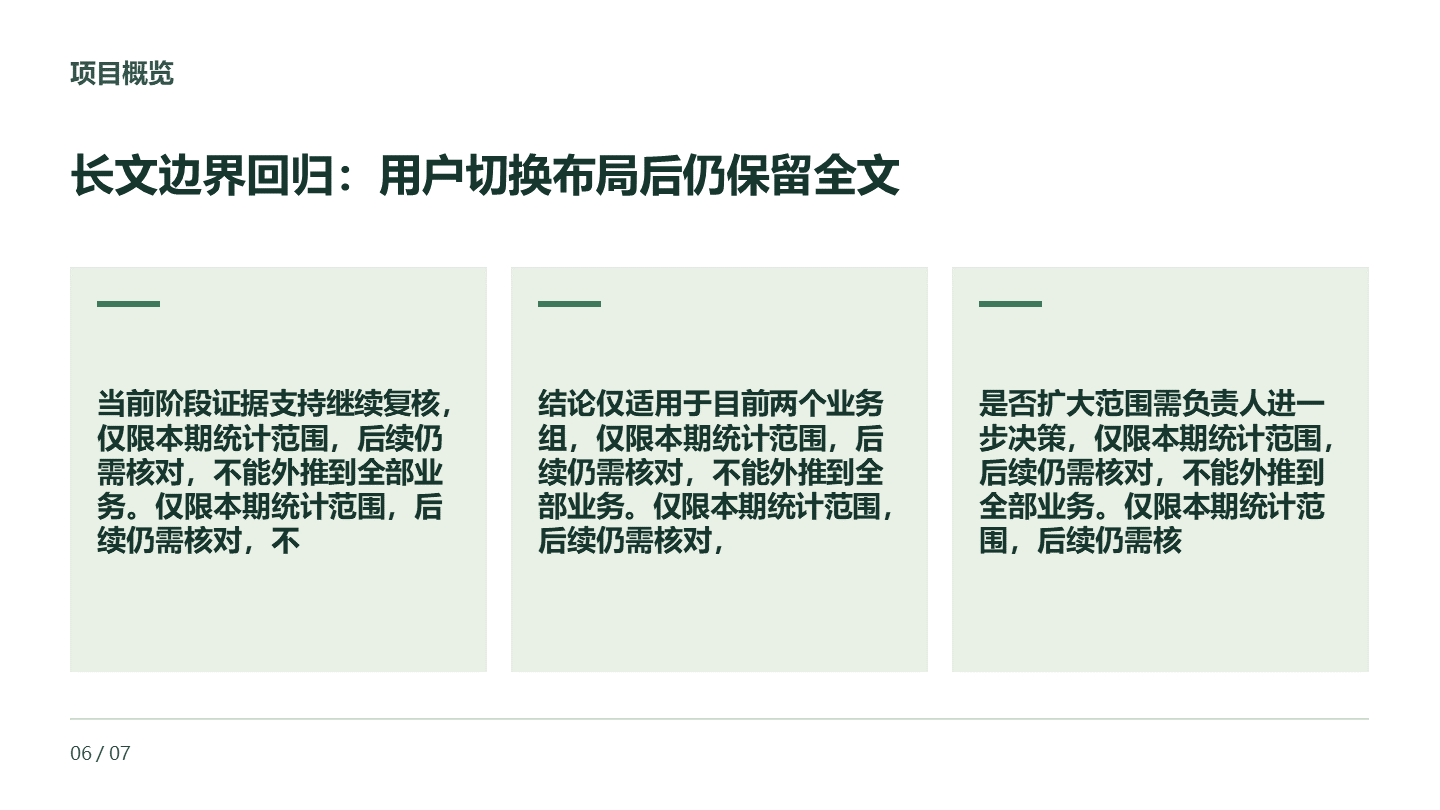 项目概览
长文边界回归：用户切换布局后仍保留全文
当前阶段证据支持继续复核，
仅限本期统计范围，后续仍
需核对，不能外推到全部业
务。仅限本期统计范围，后
续仍需核对，不
结论仅适用于目前两个业务
组，仅限本期统计范围，后
续仍需核对，不能外推到全
部业务。仅限本期统计范围，
后续仍需核对，
是否扩大范围需负责人进一
步决策，仅限本期统计范围，
后续仍需核对，不能外推到
全部业务。仅限本期统计范
围，后续仍需核
06 / 07